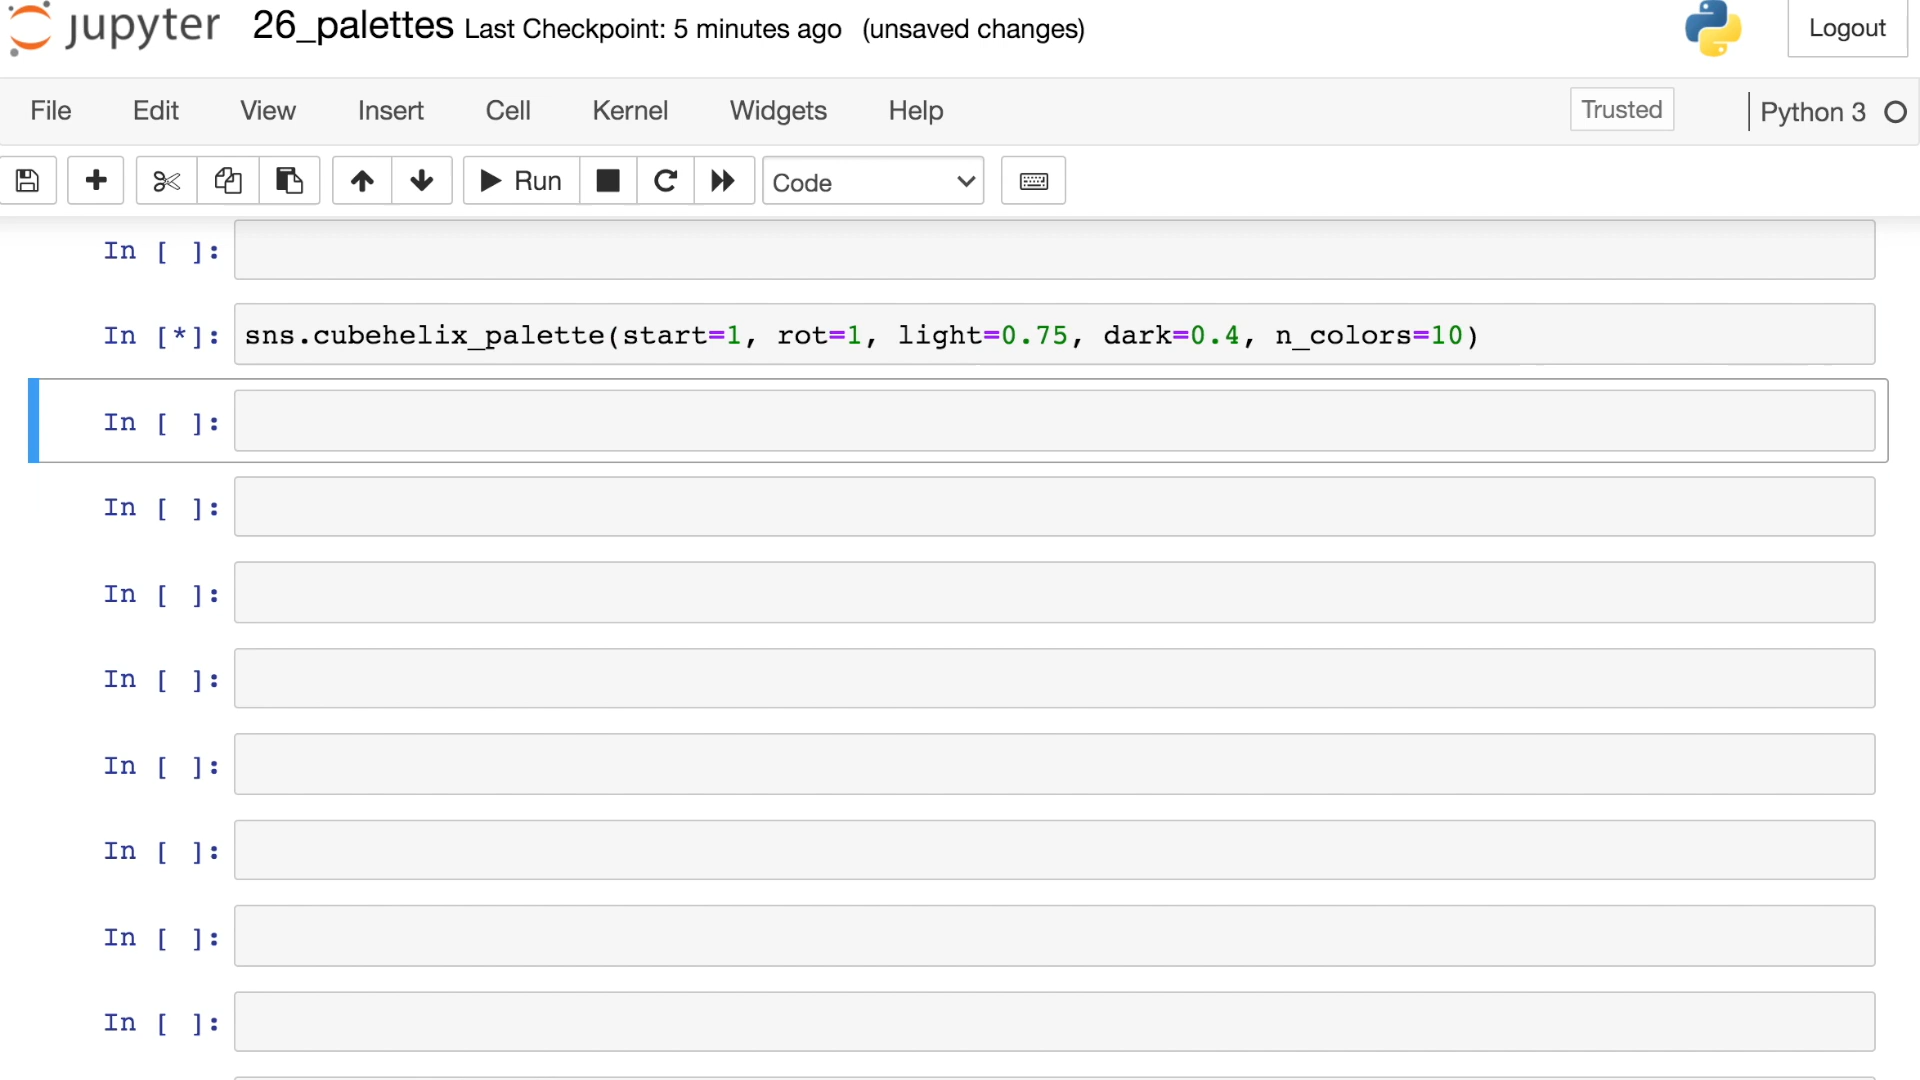 jupyter 26_palettes Last Checkpoint: 5 minutes ago (unsaved changes) Logout
File Edit View Insert Cell Kernel Widgets Help Trusted Python 3
Run Code
In [ ]:
In [*]: sns.cubehelix_palette(start=1, rot=1, light=0.75, dark=0.4, n_colors=10)
In [ ]:
In [ ]:
In [ ]:
In [ ]:
In [ ]:
In [ ]:
In [ ]:
In [ ]: